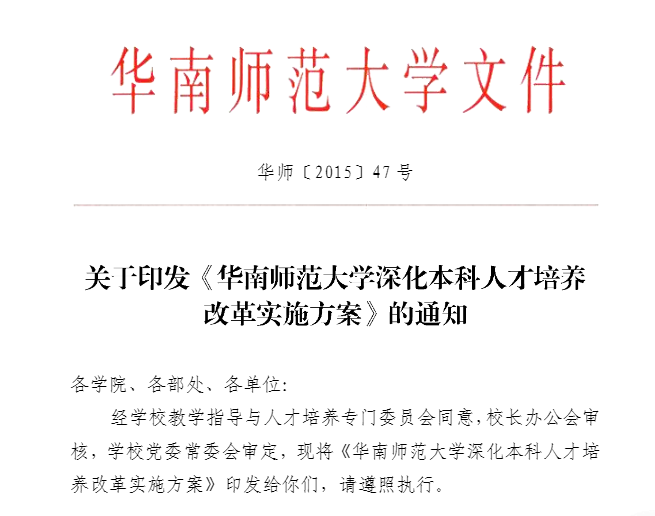 华南师范大学文件
华师〔2015〕47 号
关于印发《华南师范大学深化本科人才培养
改革实施方案》的通知
各学院、各部处、各单位：
经学校教学指导与人才培养专门委员会同意，校长办公会审
核，学校党委常委会审定，现将《华南师范大学深化本科人才培
养改革实施方案》印发给你们，请遵照执行。